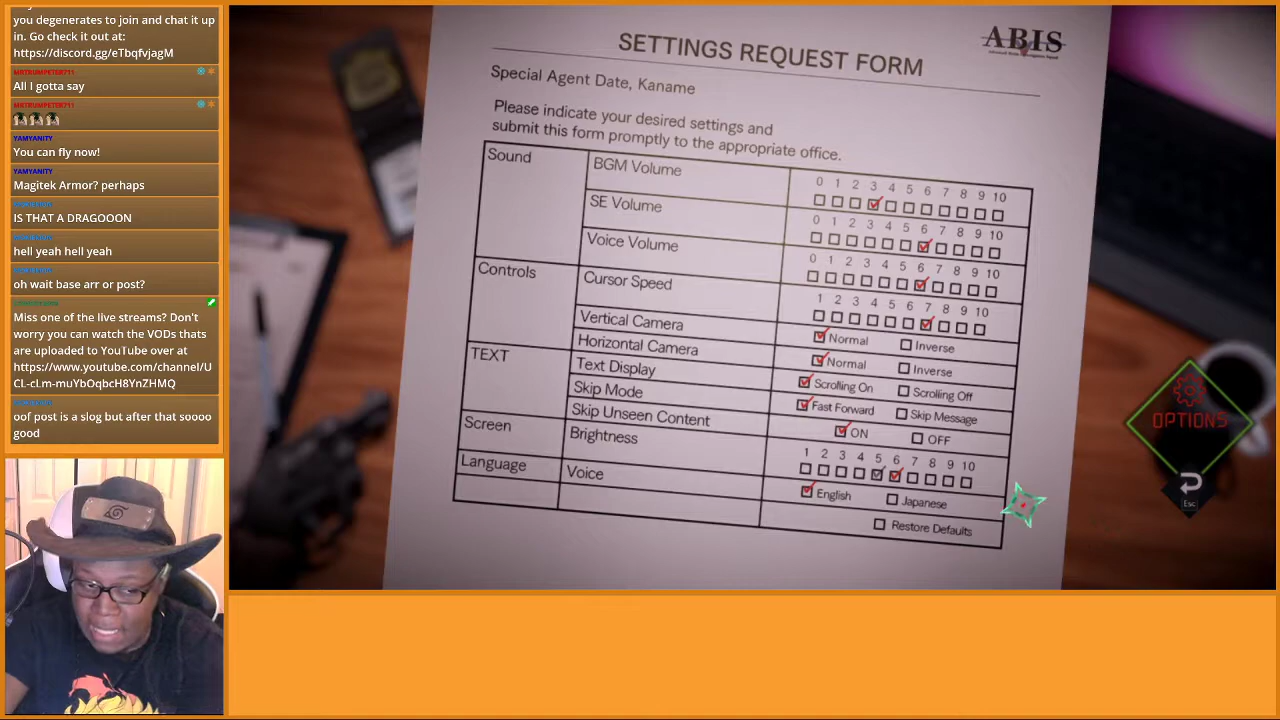 you degenerates to join and chat it up
in. Go check it out at:
https://discord.gg/eTbqfvjagM
MRTRUMPETER711
All I gotta say
MRTRUMPETER711
YAMYANITY
You can fly now!
YAMYANITY
Magitek Armor? perhaps
IS THAT A DRAGOOON
hell yeah hell yeah
oh wait base arr or post?
Miss one of the live streams? Don't
worry you can watch the VODs thats
are uploaded to YouTube over at
https://www.youtube.com/channel/U
CL-cLm-muYbOqbcH8YnZHMQ
oof post is a slog but after that soooo
good
ABIS
SETTINGS REQUEST FORM
Special Agent Date, Kaname
Please indicate your desired settings and
submit this form promptly to the appropriate office.
Sound
BGM Volume
0 1 2 3 4 5 6 7 8 9 10
SE Volume
0 1 2 3 4 5 6 7 8 9 10
Voice Volume
0 1 2 3 4 5 6 7 8 9 10
Controls
Cursor Speed
1 2 3 4 5 6 7 8 9 10
Vertical Camera
Normal Inverse
Horizontal Camera
Normal Inverse
TEXT
Text Display
Scrolling On Scrolling Off
Skip Mode
Fast Forward Skip Message
Skip Unseen Content
ON OFF
Screen
Brightness
1 2 3 4 5 6 7 8 9 10
Language
Voice
English Japanese
Restore Defaults
OPTIONS
Esc